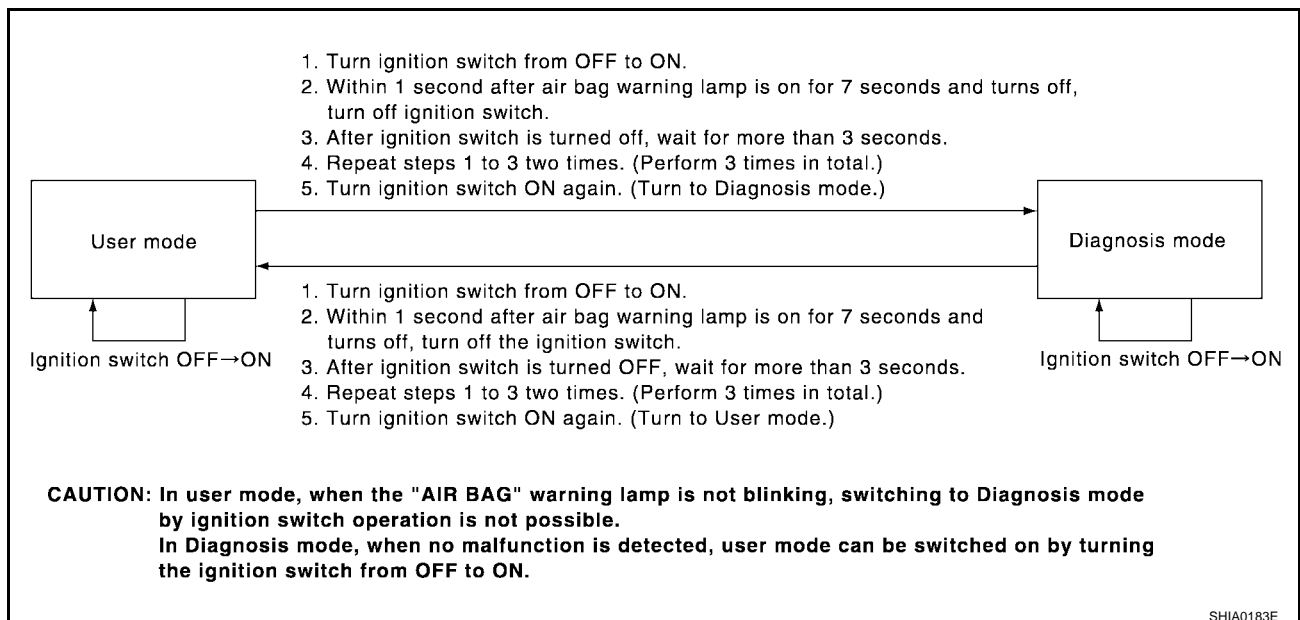 1. Turn ignition switch from OFF to ON.
2. Within 1 second after air bag warning lamp is on for 7 seconds and turns off,
turn off ignition switch.
3. After ignition switch is turned off, wait for more than 3 seconds.
4. Repeat steps 1 to 3 two times. (Perform 3 times in total.)
5. Turn ignition switch ON again. (Turn to Diagnosis mode.)
User mode
Diagnosis mode
1. Turn ignition switch from OFF to ON.
2. Within 1 second after air bag warning lamp is on for 7 seconds and
turns off, turn off the ignition switch.
3. After ignition switch is turned OFF, wait for more than 3 seconds.
4. Repeat steps 1 to 3 two times. (Perform 3 times in total.)
5. Turn ignition switch ON again. (Turn to User mode.)
Ignition switch OFF→ON
Ignition switch OFF→ON
CAUTION: In user mode, when the "AIR BAG" warning lamp is not blinking, switching to Diagnosis mode
by ignition switch operation is not possible.
In Diagnosis mode, when no malfunction is detected, user mode can be switched on by turning
the ignition switch from OFF to ON.
SHIA0183E